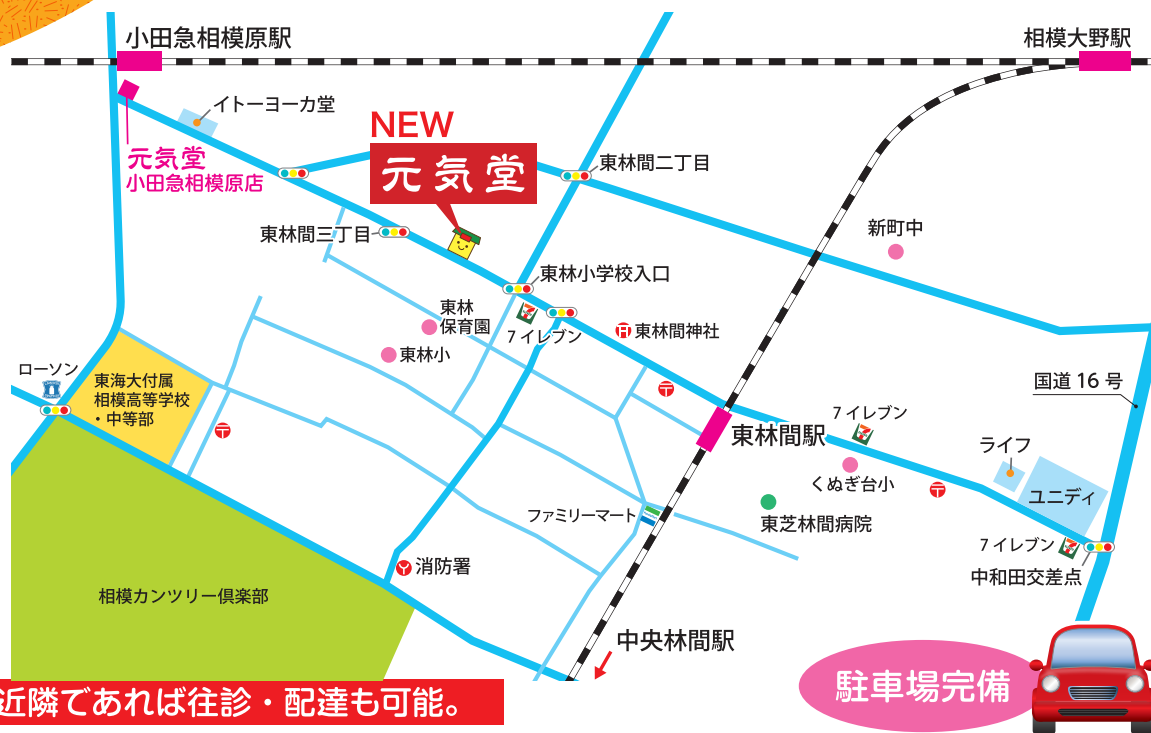 小田急相模原駅
相模大野駅
イトーヨーカ堂
NEW
元気堂
元気堂
小田急相模原店
東林間二丁目
東林間三丁目
新町中
東林小学校入口
東林
保育園
7イレブン
東林間神社
東林小
ローソン
東海大付属
相模高等学校
・中等部
国道16号
7イレブン
東林間駅
ライフ
くぬぎ台小
ユニディ
ファミリーマート
東芝林間病院
7イレブン
消防署
中和田交差点
相模カンツリー倶楽部
中央林間駅
駐車場完備
近隣であれば往診・配達も可能。